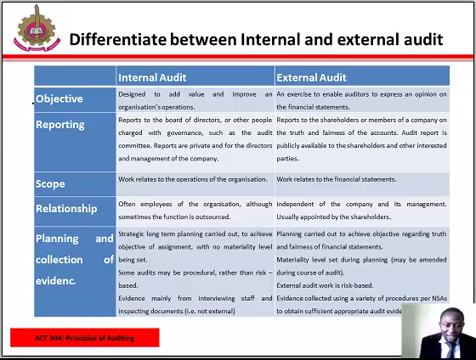 Differentiate between Internal and external audit
Internal Audit
External Audit
Objective
Designed to add value and improve an
organisation's operations.
An exercise to enable auditors to express an opinion on
the financial statements.
Reporting
Reports to the board of directors, or other people
charged with governance, such as the audit
committee. Reports are private and for the directors
and management of the company.
Reports to the shareholders or members of a company on
the truth and fairness of the accounts. Audit report is
publicly available to the shareholders and other interested
parties.
Scope
Work relates to the operations of the organisation.
Work relates to the financial statements.
Relationship
Often employees of the organisation, although
sometimes the function is outsourced.
Independent of the company and its management.
Usually appointed by the shareholders.
Planning and
collection of
evidenc.
Strategic long term planning carried out, to achieve
objective of assignment, with no materiality level
being set.
Some audits may be procedural, rather than risk –
based.
Evidence mainly from interviewing staff and
inspecting documents (i.e. not external)
Planning carried out to achieve objective regarding truth
and fairness of financial statements.
Materiality level set during planning (may be amended
during course of audit).
External audit work is risk-based.
Evidence collected using a variety of procedures per NSAs
to obtain sufficient appropriate audit
ACT 304: Principles of Auditing